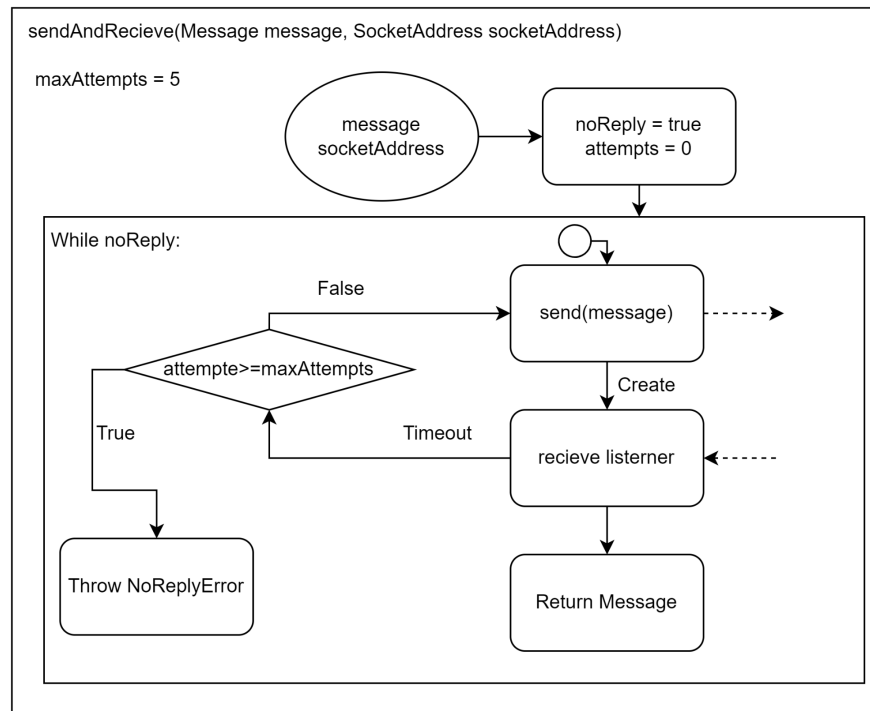 sendAndRecieve(Message message, SocketAddress socketAddress)
maxAttempts = 5
message
socketAddress
noReply = true
attempts = 0
While noReply:
False
send(message)
attempte>=maxAttempts
Create
True
Timeout
recieve listerner
Throw NoReplyError
Return Message